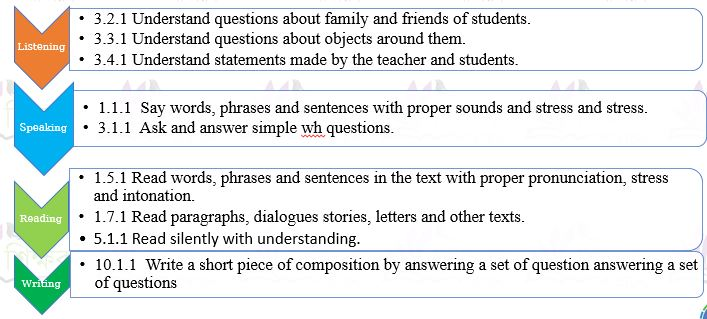 Listening
• 3.2.1 Understand questions about family and friends of students.
• 3.3.1 Understand questions about objects around them.
• 3.4.1 Understand statements made by the teacher and students.
Speaking
• 1.1.1 Say words, phrases and sentences with proper sounds and stress and stress.
• 3.1.1 Ask and answer simple wh questions.
Reading
• 1.5.1 Read words, phrases and sentences in the text with proper pronunciation, stress
and intonation.
• 1.7.1 Read paragraphs, dialogues stories, letters and other texts.
• 5.1.1 Read silently with understanding.
Writing
• 10.1.1 Write a short piece of composition by answering a set of question answering a set
of questions